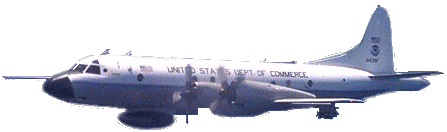 UNITED STATES DEPT. OF COMMERCE